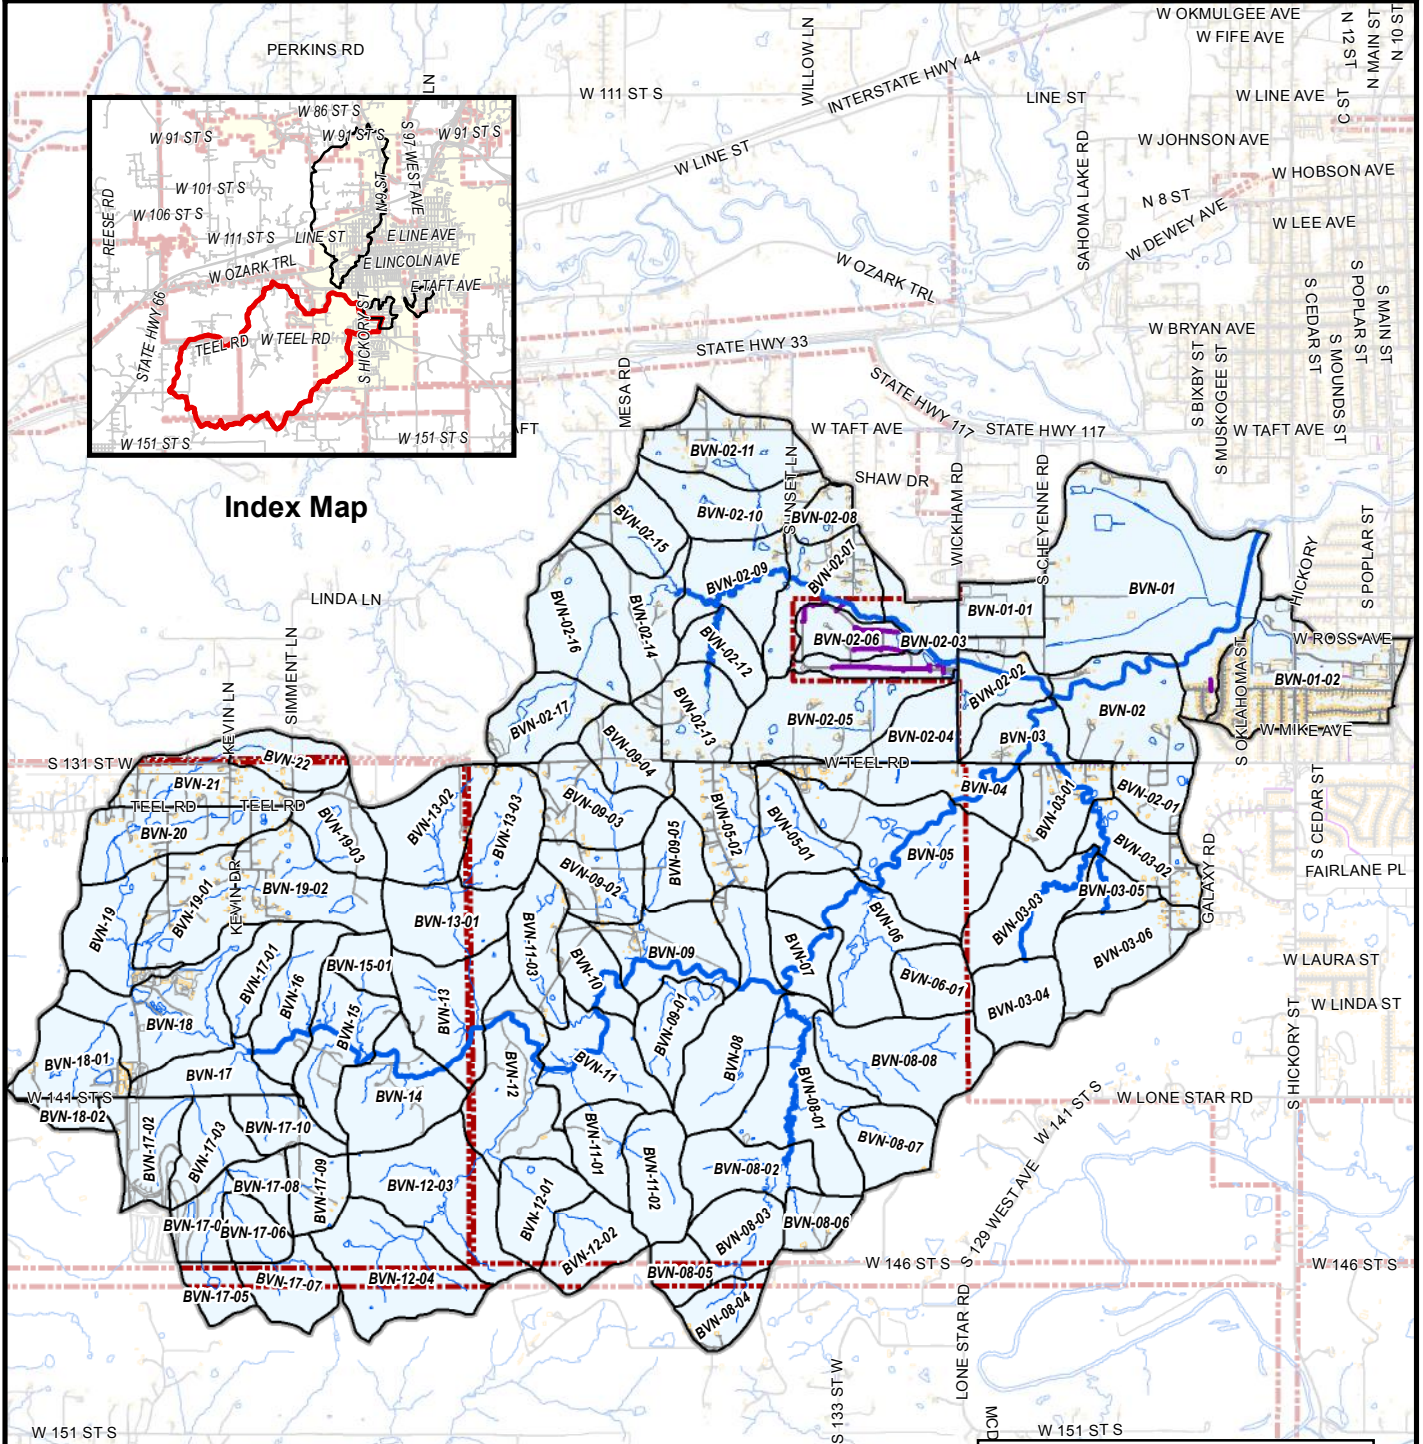 W OKMULGEE AVE
W FIFE AVE
N 12 ST
N MAIN ST
N 10 ST
PERKINS RD
WILLOW LN
INTERSTATE HWY 44
LN
W 111 ST S
LINE ST
W LINE AVE
C ST
W JOHNSON AVE
W LINE ST
SAHOMA LAKE RD
W HOBSON AVE
N 8 ST
W LEE AVE
W DEWEY AVE
W OZARK TRL
S CEDAR ST
S POPLAR ST
S MAIN ST
W BRYAN AVE
S MOUNDS ST
STATE HWY 33
S BIXBY ST
S MUSKOGEE ST
MESA RD
STATE HWY 117
W TAFT AVE
STATE HWY 117
W TAFT AVE
AFT
SHAW DR
SUNSET LN
WICKHAM RD
S CHEYENNE RD
W 86 ST S
W 91 ST S
W 91 ST S
S 97 WEST AVE
W 91 ST S
REESE RD
W 101 ST S
N 9 ST
W 106 ST S
W 111 ST S
LINE ST
E LINE AVE
W OZARK TRL
E LINCOLN AVE
E TAFT AVE
STATE HWY 66
TEEL RD
W TEEL RD
S HICKORY ST
W 151 ST S
W 151 ST S
Index Map
BVN-02-11
BVN-02-10
BVN-02-08
BVN-02-15
BVN-02-07
BVN-02-09
BVN-01
HICKORY
S POPLAR ST
LINDA LN
BVN-02-16
BVN-02-14
BVN-02-12
BVN-02-06
BVN-02-03
BVN-01-01
W ROSS AVE
SIMMENT LN
KEVIN LN
BVN-02-02
BVN-01-02
BVN-02-17
BVN-02-13
BVN-02-05
BVN-02-04
BVN-03
BVN-02
S OKLAHOMA ST
W MIKE AVE
S 131 ST W
BVN-22
BVN-09-04
W TEEL RD
BVN-21
TEEL RD
TEEL RD
BVN-20
BVN-19-03
BVN-13-02
BVN-13-03
BVN-09-03
BVN-09-05
BVN-05-02
BVN-05-01
BVN-05
BVN-04
BVN-03-01
BVN-02-01
BVN-03-02
S CEDAR ST
GALAXY RD
FAIRLANE PL
BVN-19
BVN-19-01
KEVIN DR
BVN-19-02
BVN-09-02
BVN-03-05
BVN-13-01
BVN-11-03
BVN-06
BVN-03-03
BVN-03-06
BVN-17-01
BVN-16
BVN-15-01
BVN-10
BVN-09
BVN-07
BVN-06-01
W LAURA ST
W LINDA ST
BVN-18
BVN-15
BVN-13
BVN-09-01
BVN-03-04
BVN-18-01
BVN-17
BVN-14
BVN-12
BVN-11
BVN-08
BVN-08-08
S HICKORY ST
W 141 ST S
BVN-18-02
W 141 ST S
W LONE STAR RD
BVN-17-02
BVN-17-03
BVN-17-10
BVN-11-01
BVN-08-01
BVN-08-07
BVN-17-08
BVN-17-09
BVN-12-03
BVN-12-01
BVN-11-02
BVN-08-02
S 129 WEST AVE
BVN-17-04
BVN-17-06
BVN-12-02
BVN-08-03
BVN-08-06
W 146 ST S
W 146 ST S
BVN-17-07
BVN-12-04
BVN-08-05
BVN-17-05
BVN-08-04
LONE STAR RD
S 133 ST W
MCD
W 151 ST S
W 151 ST S